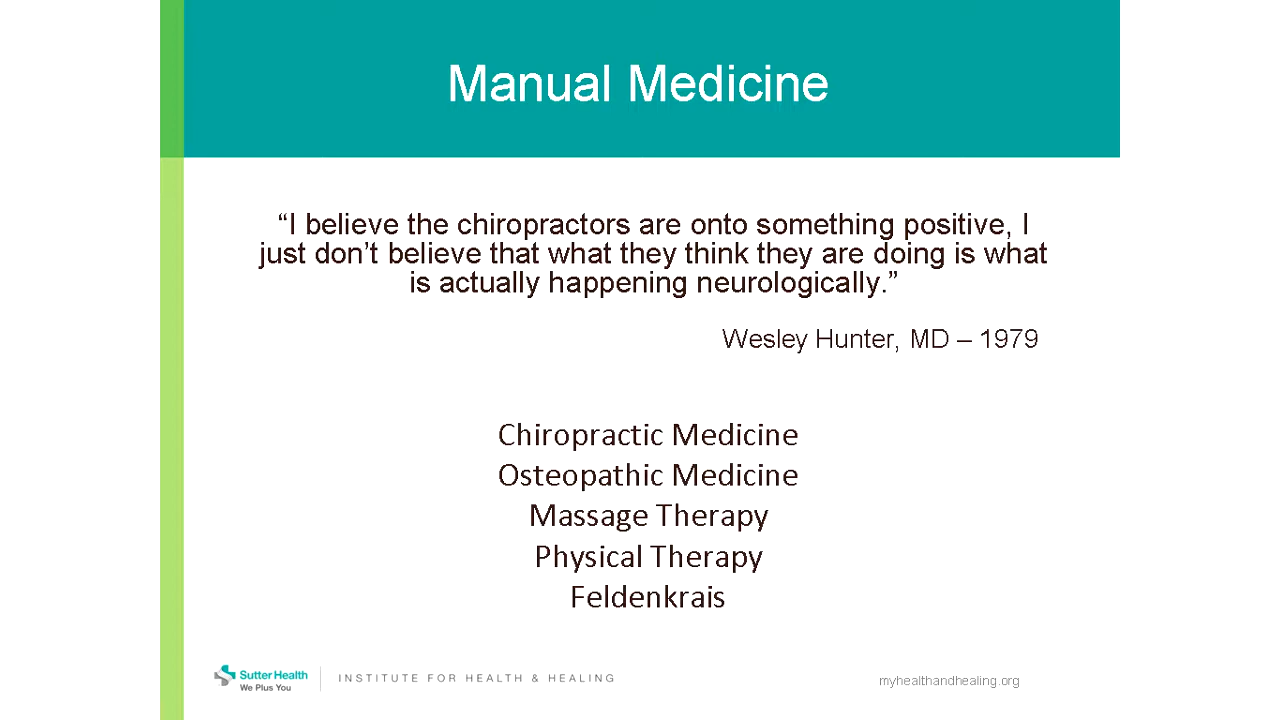 Manual Medicine
“I believe the chiropractors are onto something positive, I
just don’t believe that what they think they are doing is what
is actually happening neurologically.”
Wesley Hunter, MD – 1979
Chiropractic Medicine
Osteopathic Medicine
Massage Therapy
Physical Therapy
Feldenkrais
Sutter Health
We Plus You
INSTITUTE FOR HEALTH & HEALING
myhealthandhealing.org